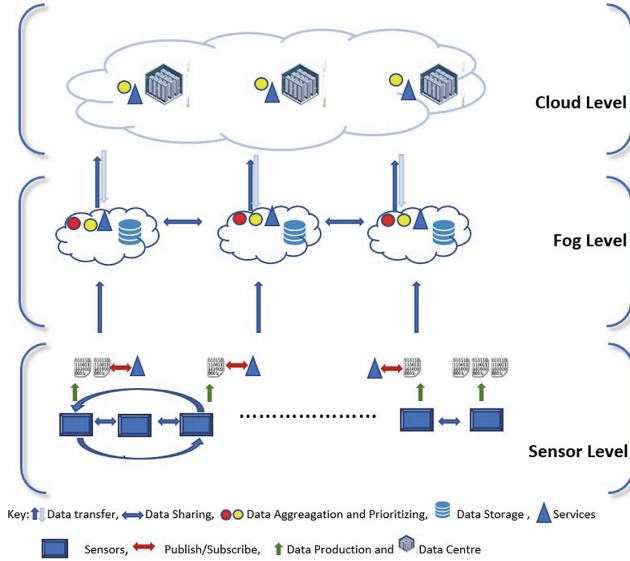 Cloud Level
Fog Level
Sensor Level
Key: Data transfer, Data Sharing, Data Aggreagation and Prioritizing, Data Storage , Services
Sensors, Publish/Subscribe, Data Production and Data Centre